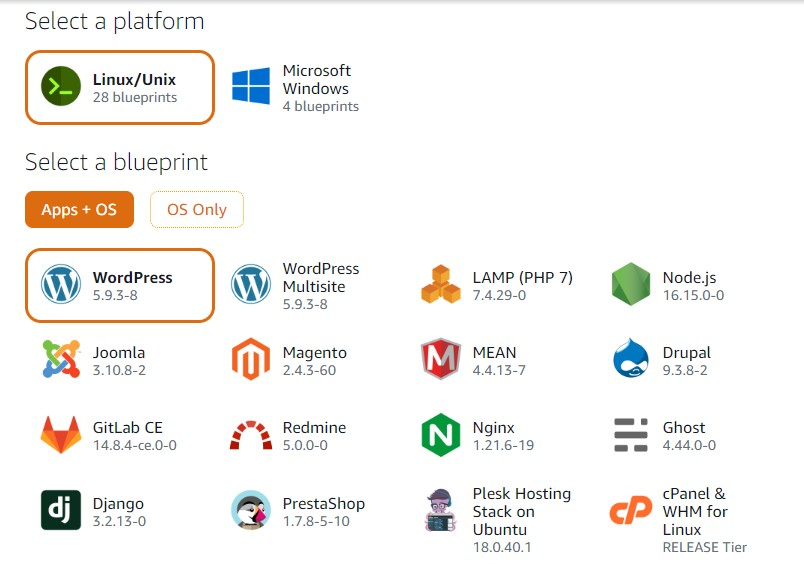 Select a platform
Linux/Unix
28 blueprints
Microsoft
Windows
4 blueprints
Select a blueprint
Apps + OS
OS Only
WordPress
5.9.3-8
WordPress
Multisite
5.9.3-8
LAMP (PHP 7)
7.4.29-0
Node.js
16.15.0-0
Joomla
3.10.8-2
Magento
2.4.3-60
MEAN
4.4.13-7
Drupal
9.3.8-2
GitLab CE
14.8.4-ce.0-0
Redmine
5.0.0-0
Nginx
1.21.6-19
Ghost
4.44.0-0
dj
Django
3.2.13-0
PrestaShop
1.7.8-5-10
Plesk Hosting
Stack on
Ubuntu
18.0.40.1
cP
cPanel &
WHM for
Linux
RELEASE Tier